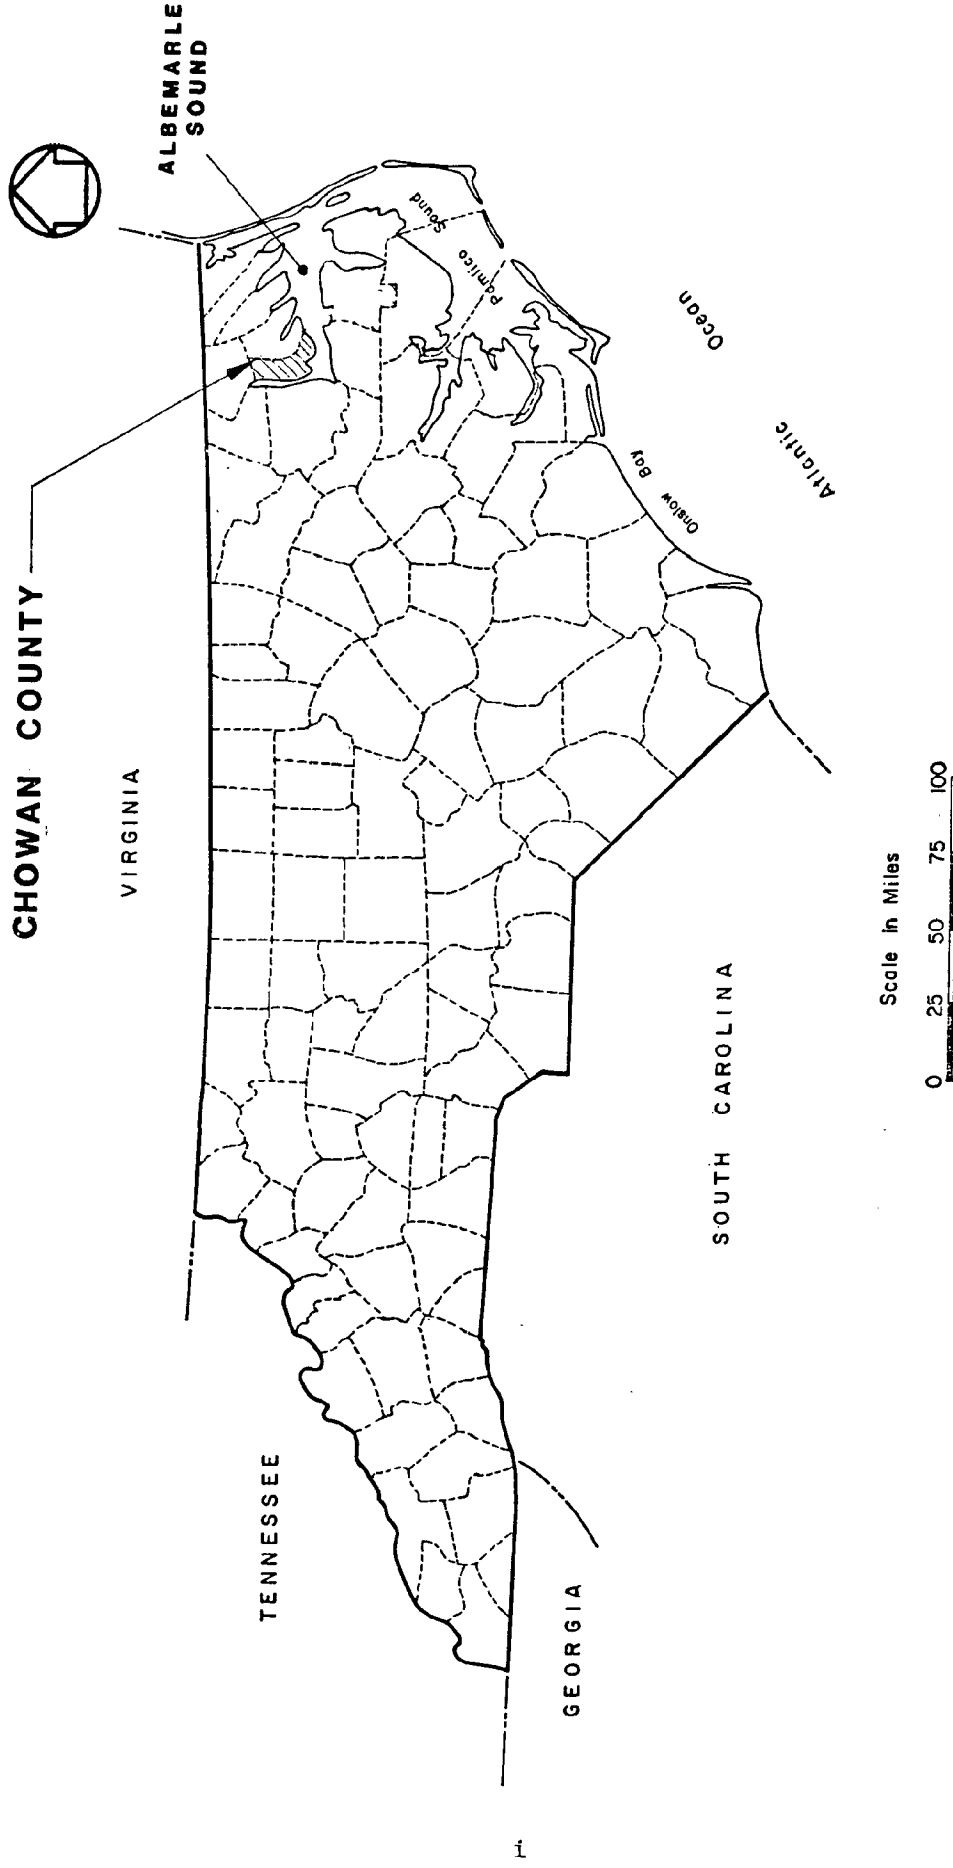 CHOWAN COUNTY
ALBEMARLE
SOUND
VIRGINIA
TENNESSEE
GEORGIA
SOUTH CAROLINA
Pamlico Sound
Onslow Bay
Atlantic Ocean
Scale in Miles
0 25 50 75 100
i